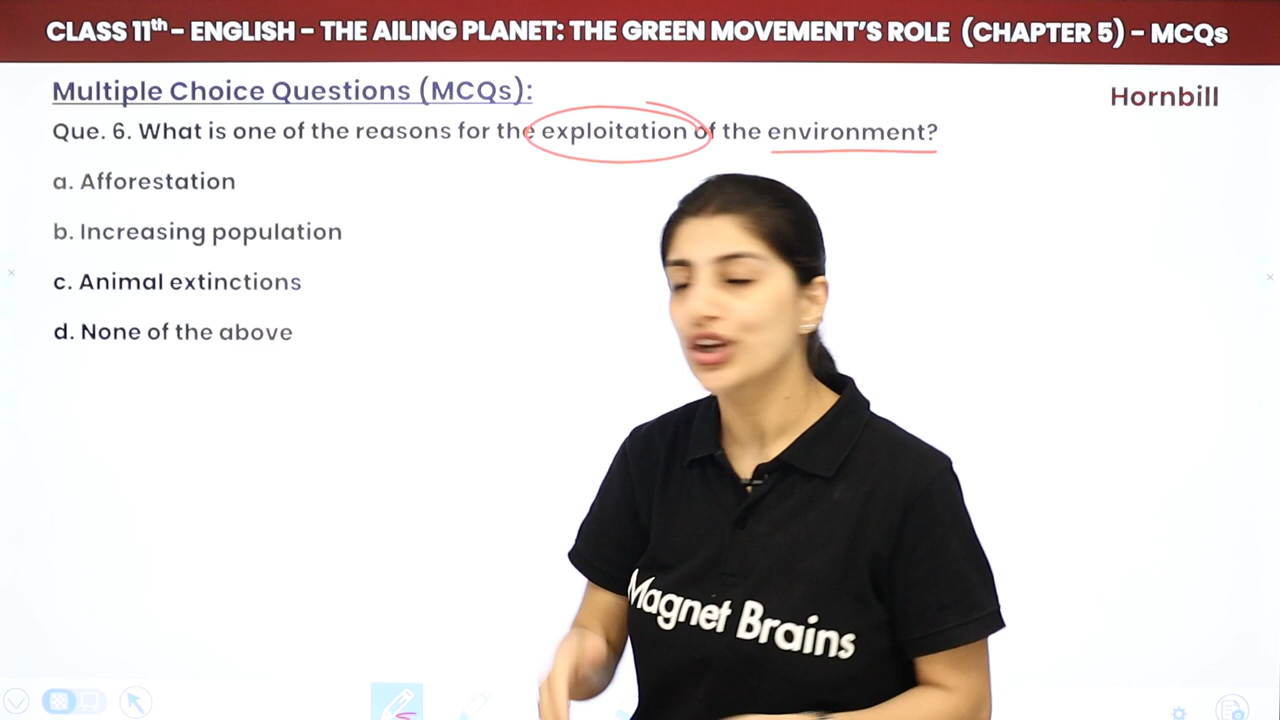 CLASS 11th – ENGLISH – THE AILING PLANET: THE GREEN MOVEMENT'S ROLE (CHAPTER 5) – MCQs
Multiple Choice Questions (MCQs):
Hornbill
Que. 6. What is one of the reasons for the exploitation of the environment?
a. Afforestation
b. Increasing population
c. Animal extinctions
d. None of the above
Magnet Brains